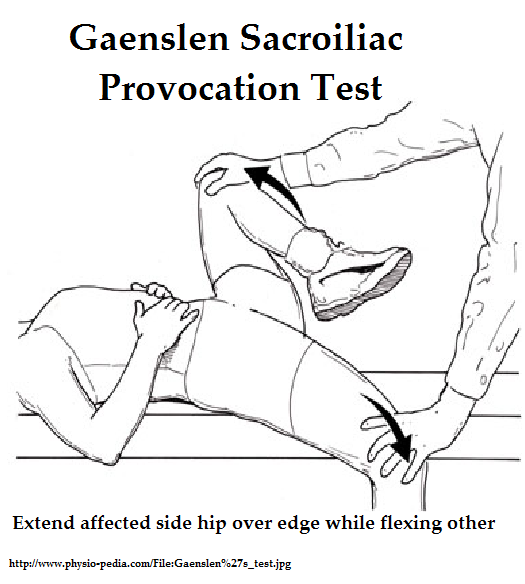 Gaenslen Sacroiliac
Provocation Test
Extend affected side hip over edge while flexing other
http://www.physio-pedia.com/File:Gaenslen%27s_test.jpg